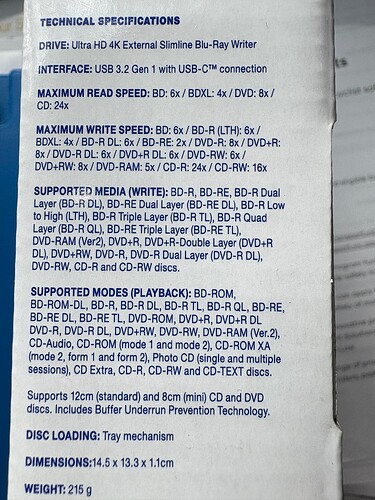 TECHNICAL SPECIFICATIONS
DRIVE: Ultra HD 4K External Slimline Blu-Ray Writer
INTERFACE: USB 3.2 Gen 1 with USB-C™ connection
MAXIMUM READ SPEED: BD: 6x / BDXL: 4x / DVD: 8x /
CD: 24x
MAXIMUM WRITE SPEED: BD: 6x / BD-R (LTH): 6x /
BDXL: 4x / BD-R DL: 6x / BD-RE: 2x / DVD-R: 8x / DVD+R:
8x / DVD-R DL: 6x / DVD+R DL: 6x / DVD-RW: 6x /
DVD+RW: 8x / DVD-RAM: 5x / CD-R: 24x / CD-RW: 16x
SUPPORTED MEDIA (WRITE): BD-R, BD-RE, BD-R Dual
Layer (BD-R DL), BD-RE Dual Layer (BD-RE DL), BD-R Low
to High (LTH), BD-R Triple Layer (BD-R TL), BD-R Quad
Layer (BD-R QL), BD-RE Triple Layer (BD-RE TL),
DVD-RAM (Ver2), DVD+R, DVD+R-Double Layer (DVD+R
DL), DVD+RW, DVD-R, DVD-R Dual Layer (DVD-R DL),
DVD-RW, CD-R and CD-RW discs.
SUPPORTED MODES (PLAYBACK): BD-ROM,
BD-ROM-DL, BD-R, BD-R DL, BD-R TL, BD-R QL, BD-RE,
BD-RE DL, BD-RE TL, DVD-ROM, DVD+R, DVD+R DL
DVD-R, DVD-R DL, DVD+RW, DVD-RW, DVD-RAM (Ver.2),
CD-Audio, CD-ROM (mode 1 and mode 2), CD-ROM XA
(mode 2, form 1 and form 2), Photo CD (single and multiple
sessions), CD Extra, CD-R, CD-RW and CD-TEXT discs.
Supports 12cm (standard) and 8cm (mini) CD and DVD
discs. Includes Buffer Underrun Prevention Technology.
DISC LOADING: Tray mechanism
DIMENSIONS:14.5 x 13.3 x 1.1cm
WEIGHT: 215 g